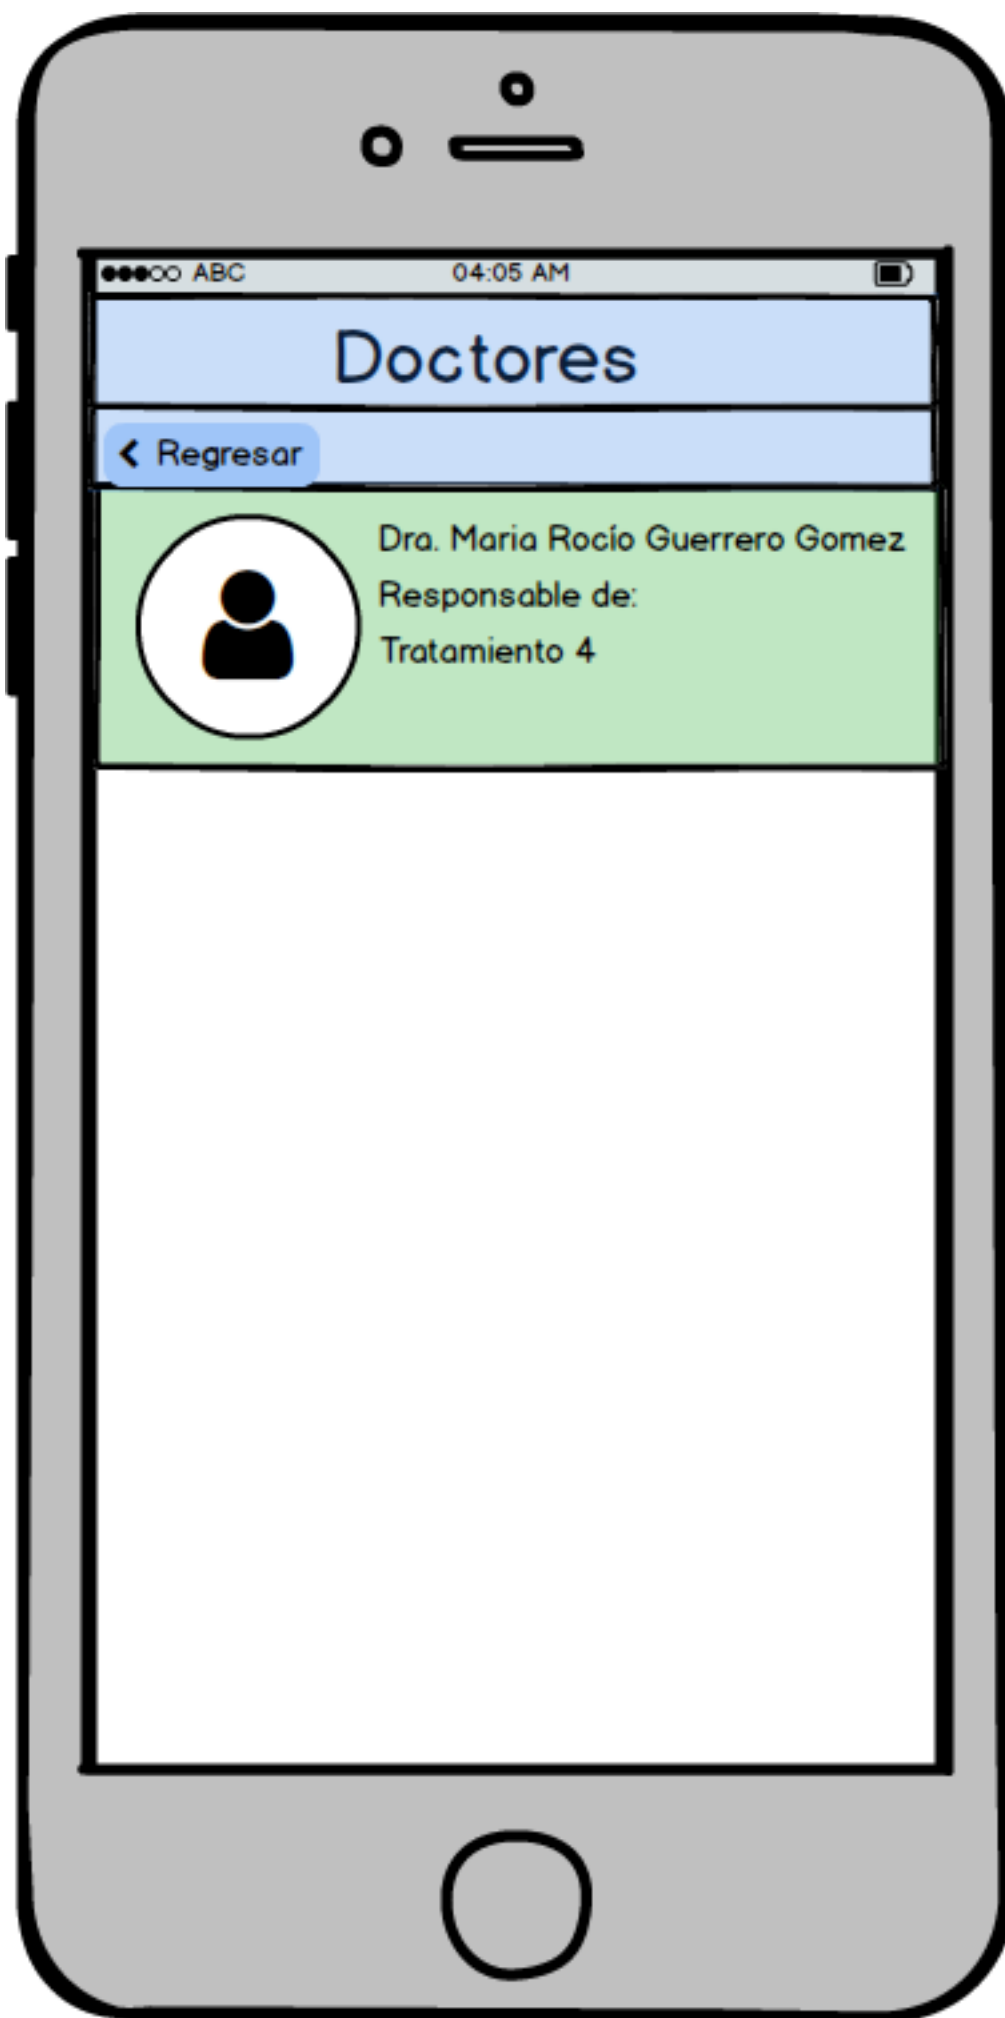 ABC 04:05 AM
Doctores
Regresar
Dra. Maria Rocío Guerrero Gomez
Responsable de:
Tratamiento 4